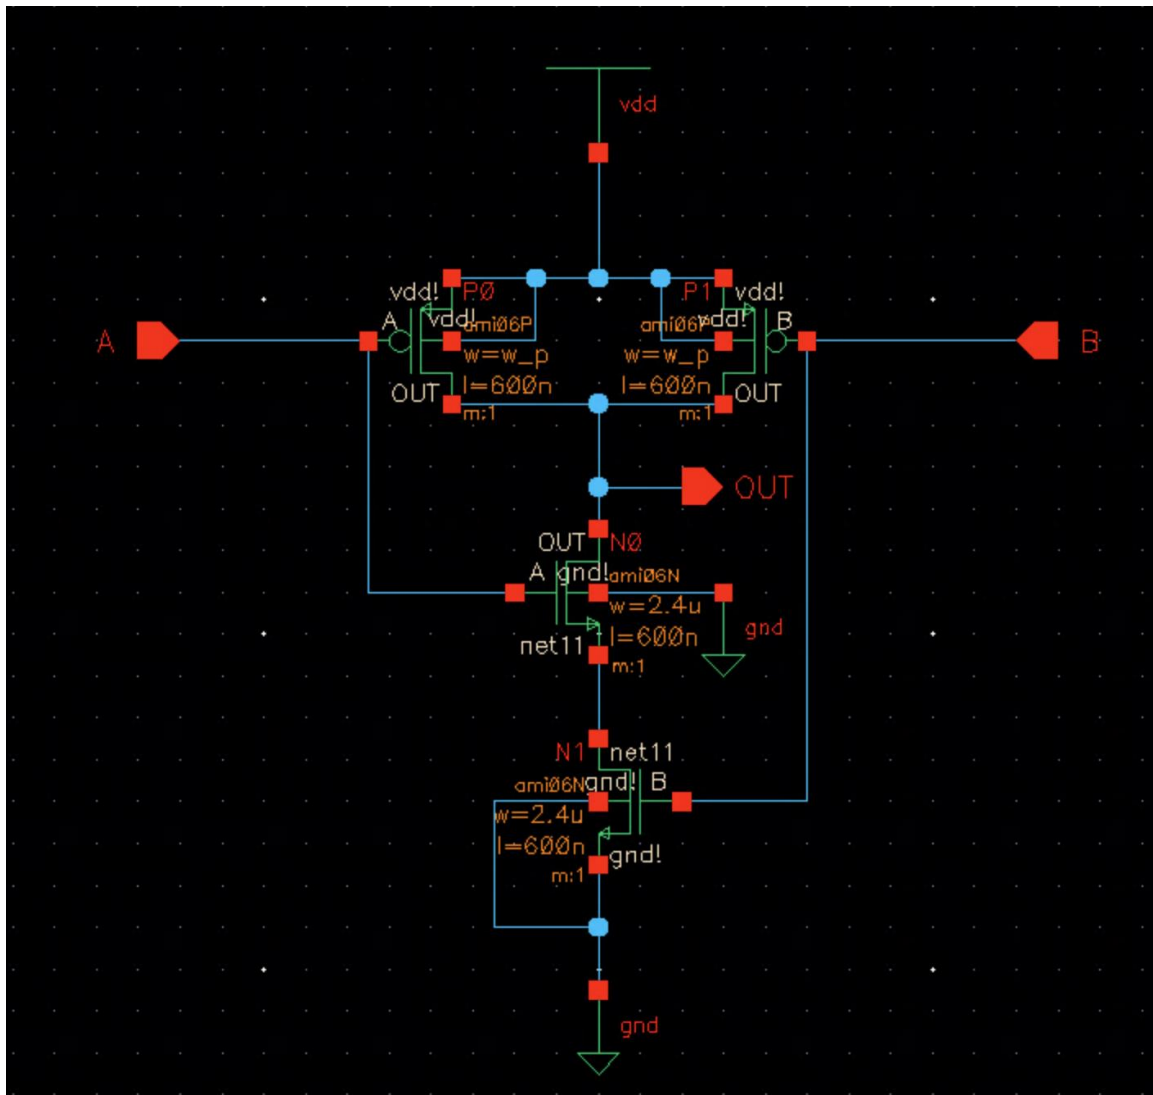 vdd
vdd! P0 P1 vdd!
A vdd! ami06P ami06P vdd! B
A B
w=w_p w=w_p
l=600n l=600n
OUT OUT
m:1 m:1
OUT
OUT N0
A gnd! ami06N
w=2.4u
gnd
l=600n
net11
m:1
N1 net11
ami06N gnd! B
w=2.4u
l=600n
gnd!
m:1
gnd